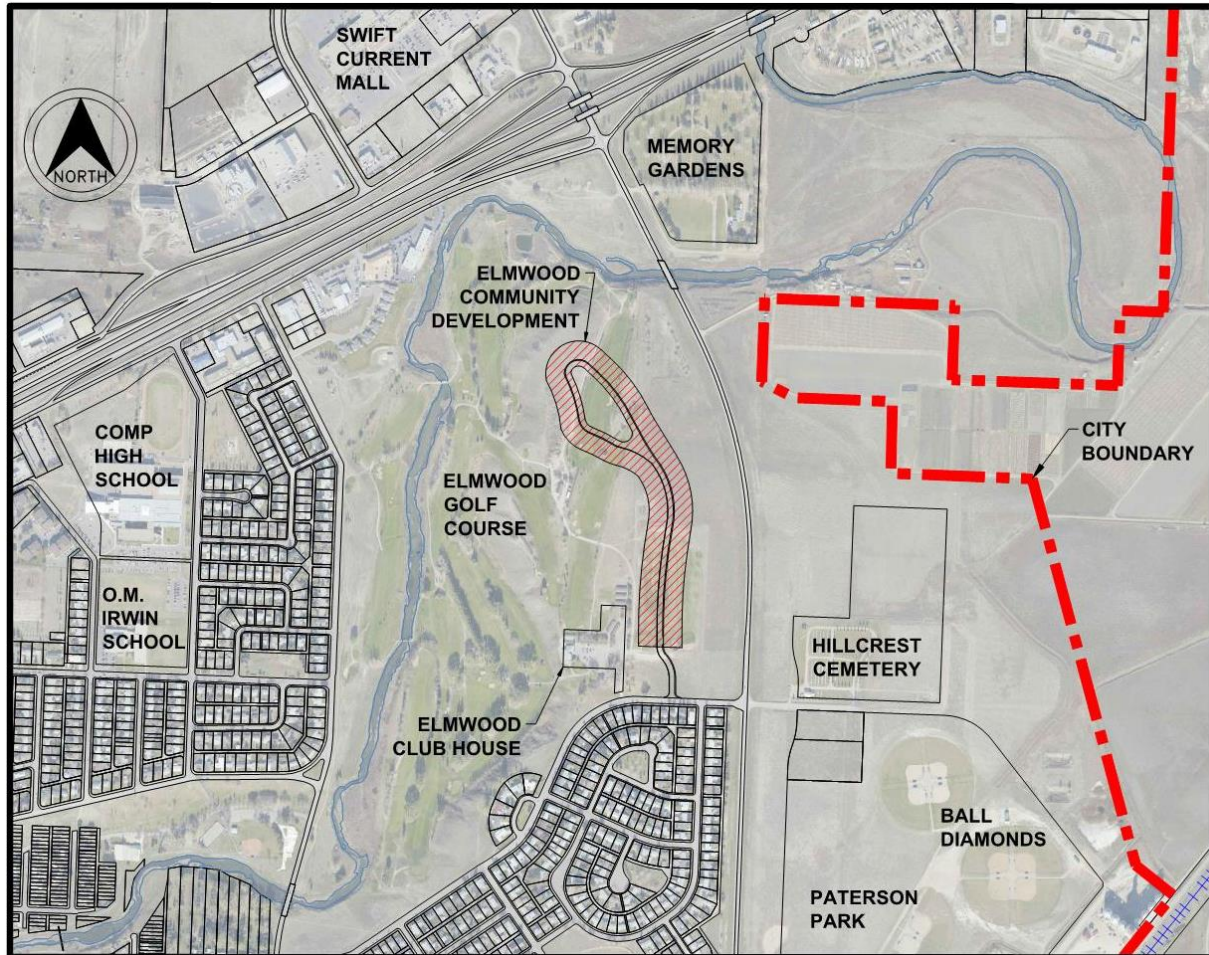 SWIFT
CURRENT
MALL
NORTH
MEMORY
GARDENS
ELMWOOD
COMMUNITY
DEVELOPMENT
CITY
BOUNDARY
COMP
HIGH
SCHOOL
ELMWOOD
GOLF
COURSE
O.M.
IRWIN
SCHOOL
HILLCREST
CEMETERY
ELMWOOD
CLUB HOUSE
BALL
DIAMONDS
PATERSON
PARK